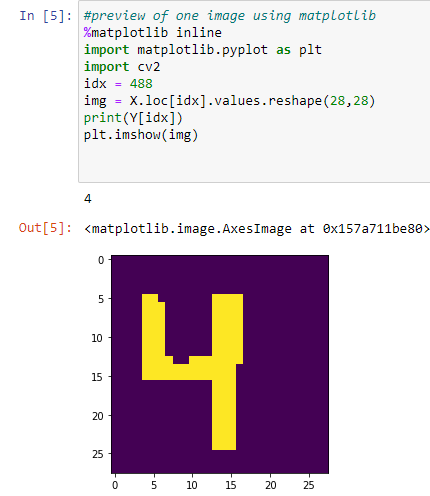 In [5]: #preview of one image using matplotlib
%matplotlib inline
import matplotlib.pyplot as plt
import cv2
idx = 488
img = X.loc[idx].values.reshape(28,28)
print(Y[idx])
plt.imshow(img)
4
Out[5]: <matplotlib.image.AxesImage at 0x157a711be80>
0
5
10
15
20
25
0 5 10 15 20 25